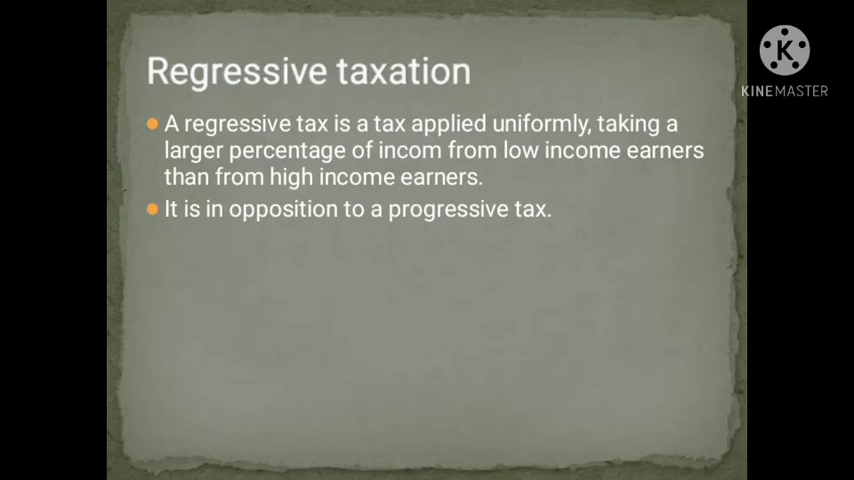 Regressive taxation
A regressive tax is a tax applied uniformly, taking a
larger percentage of incom from low income earners
than from high income earners.
It is in opposition to a progressive tax.
K
KINEMASTER